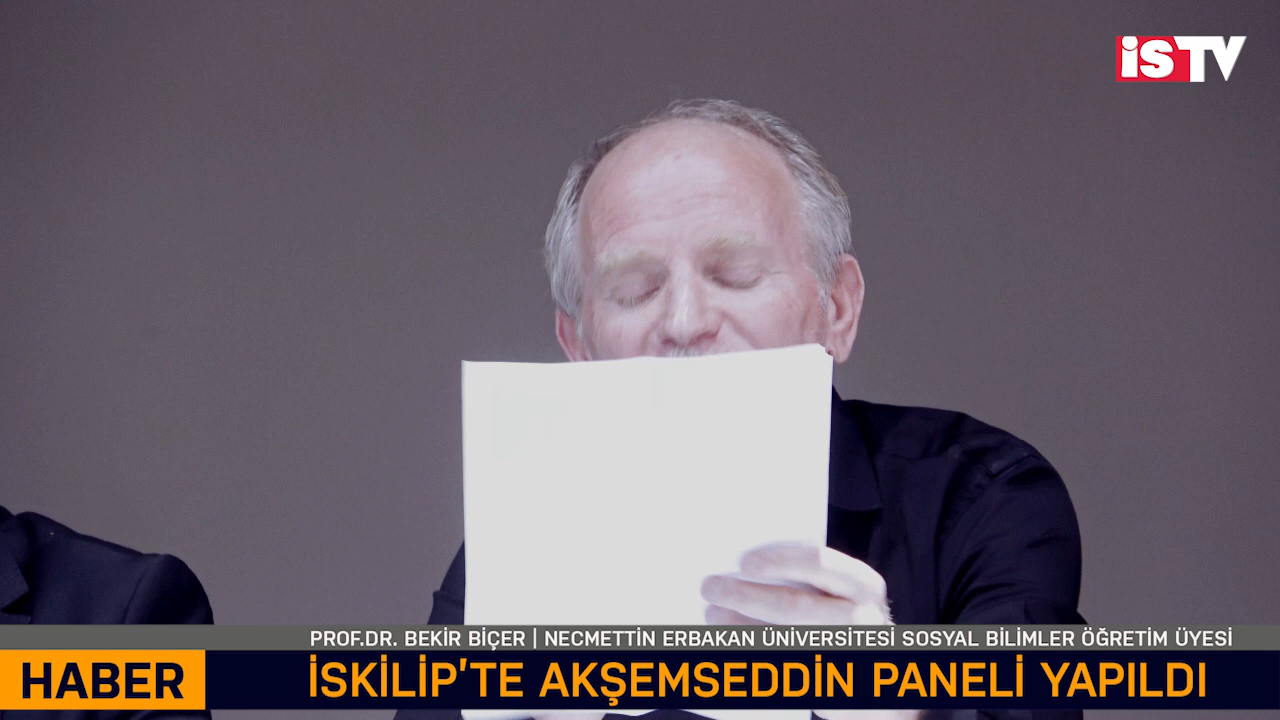 iSTV
PROF.DR. BEKİR BİÇER | NECMETTİN ERBAKAN ÜNİVERSİTESİ SOSYAL BİLİMLER ÖĞRETİM ÜYESİ
HABER
İSKİLİP'TE AKŞEMSEDDİN PANELİ YAPILDI